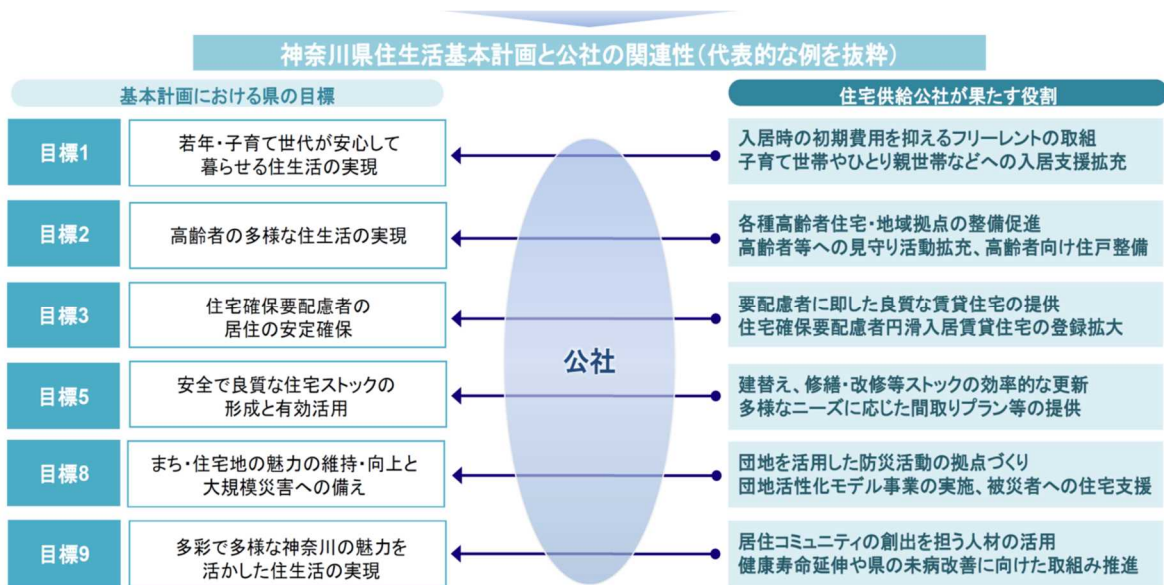 神奈川県住生活基本計画と公社の関連性(代表的な例を抜粋)
基本計画における県の目標
住宅供給公社が果たす役割
目標1
若年・子育て世代が安心して
暮らせる住生活の実現
入居時の初期費用を抑えるフリーレントの取組
子育て世帯やひとり親世帯などへの入居支援拡充
目標2
高齢者の多様な住生活の実現
各種高齢者住宅・地域拠点の整備促進
高齢者等への見守り活動拡充、高齢者向け住戸整備
目標3
住宅確保要配慮者の
居住の安定確保
要配慮者に即した良質な賃貸住宅の提供
住宅確保要配慮者円滑入居賃貸住宅の登録拡大
公社
目標5
安全で良質な住宅ストックの
形成と有効活用
建替え、修繕・改修等ストックの効率的な更新
多様なニーズに応じた間取りプラン等の提供
目標8
まち・住宅地の魅力の維持・向上と
大規模災害への備え
団地を活用した防災活動の拠点づくり
団地活性化モデル事業の実施、被災者への住宅支援
目標9
多彩で多様な神奈川の魅力を
活かした住生活の実現
居住コミュニティの創出を担う人材の活用
健康寿命延伸や県の未病改善に向けた取組み推進